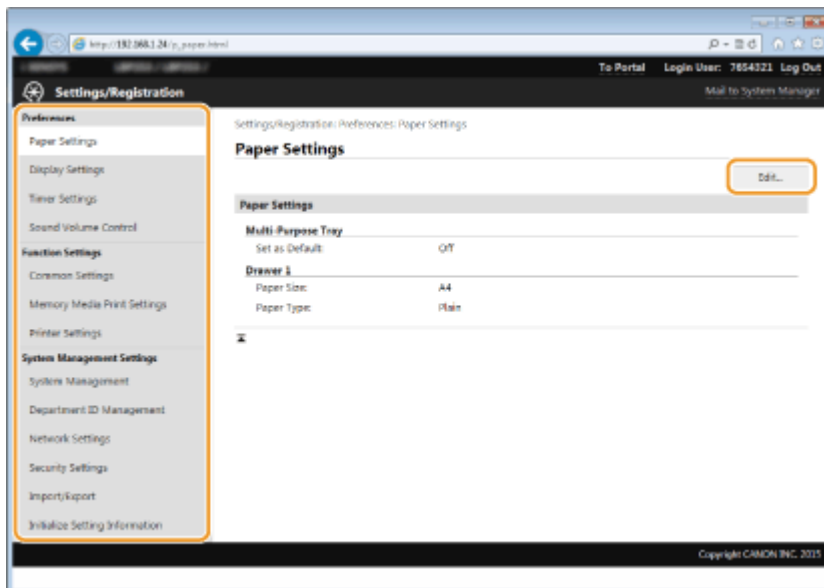 http://192.168.1.24/p_paper.html
To Portal Login User: 7654321 Log Out
Settings/Registration
Mail to System Manager
Preferences
Paper Settings
Display Settings
Timer Settings
Sound Volume Control
Function Settings
Common Settings
Memory Media Print Settings
Printer Settings
System Management Settings
System Management
Department ID Management
Network Settings
Security Settings
Import/Export
Initialize Setting Information
Settings/Registration: Preferences: Paper Settings
Paper Settings
Edit...
Paper Settings
Multi-Purpose Tray
Set as Default: Off
Drawer 1
Paper Size: A4
Paper Type: Plain
Copyright CANON INC. 2015